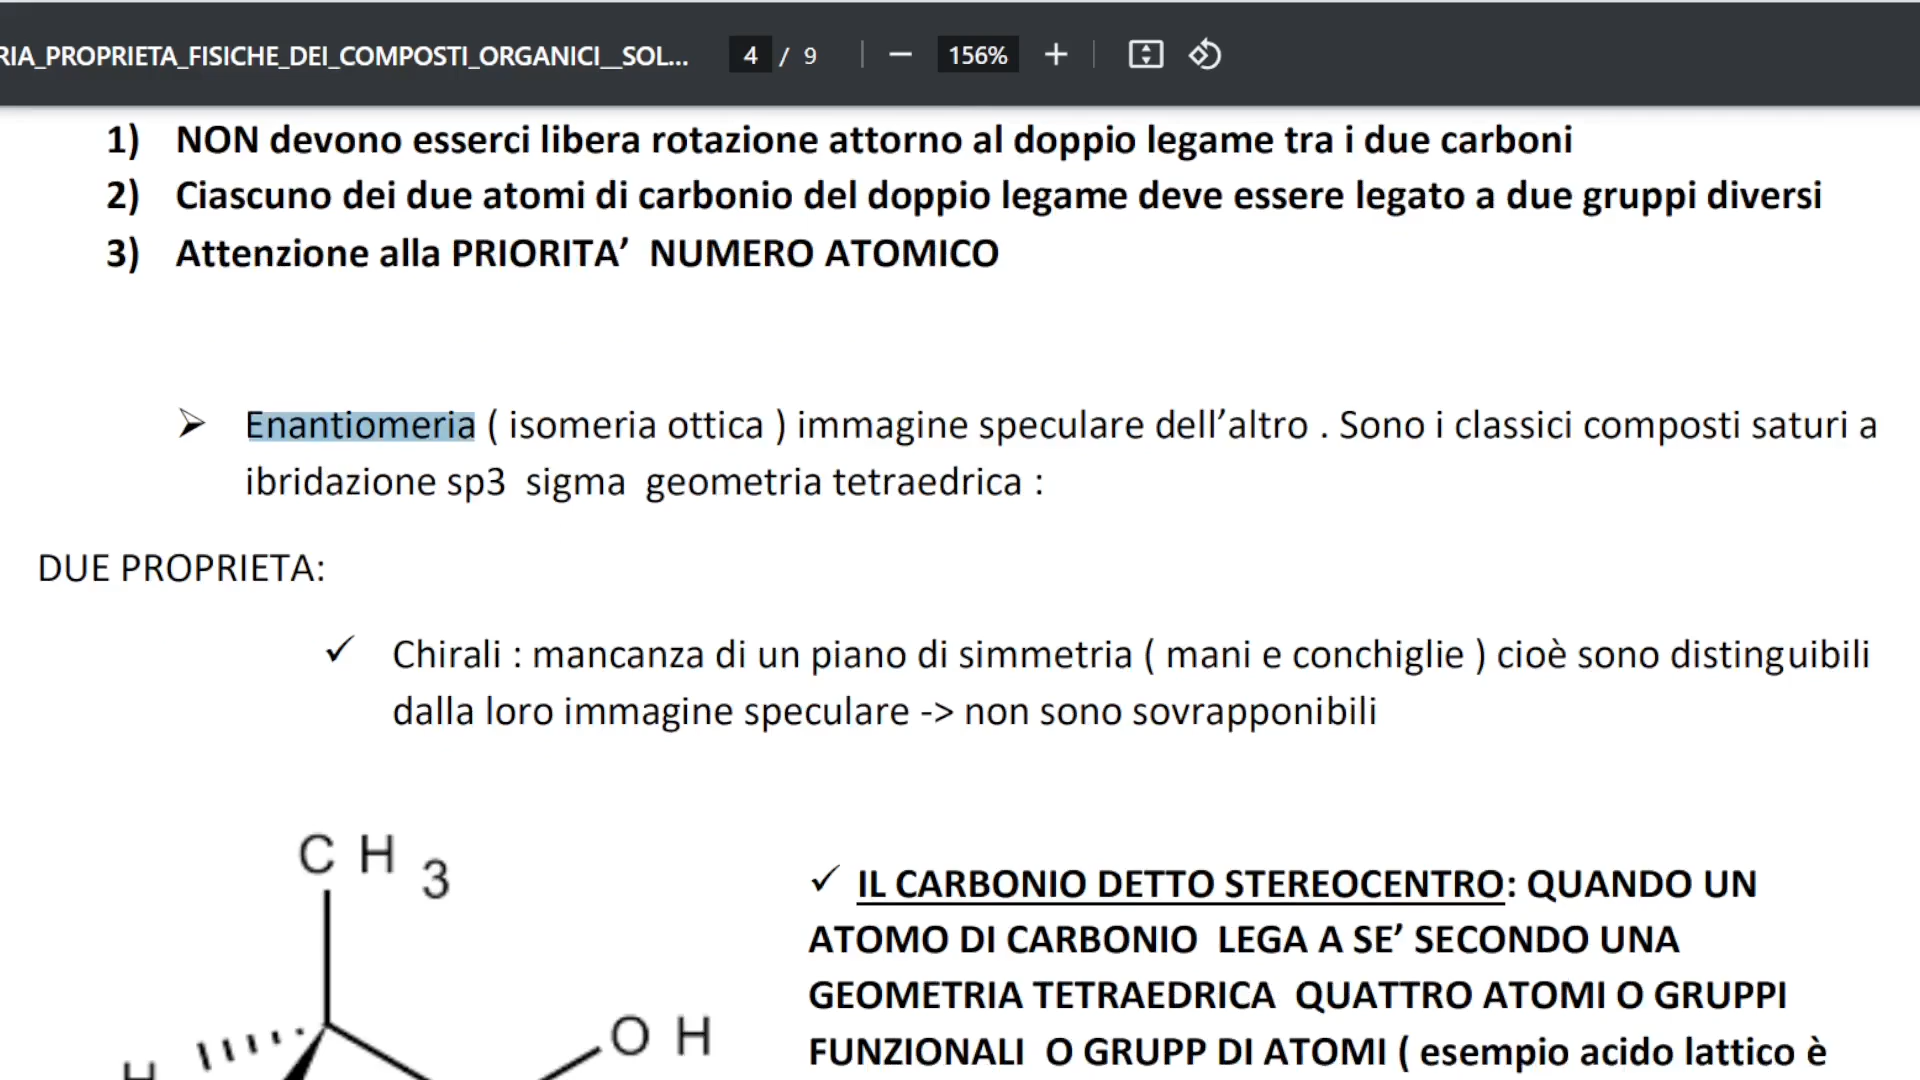 RIA_PROPRIETA_FISICHE_DEI_COMPOSTI_ORGANICI__SOL... 4 / 9 156%
1) NON devono esserci libera rotazione attorno al doppio legame tra i due carboni
2) Ciascuno dei due atomi di carbonio del doppio legame deve essere legato a due gruppi diversi
3) Attenzione alla PRIORITA’ NUMERO ATOMICO
➢ Enantiomeria ( isomeria ottica ) immagine speculare dell’altro . Sono i classici composti saturi a
ibridazione sp3 sigma geometria tetraedrica :
DUE PROPRIETA:
✓ Chirali : mancanza di un piano di simmetria ( mani e conchiglie ) cioè sono distinguibili
dalla loro immagine speculare -> non sono sovrapponibili
C H 3
✓ IL CARBONIO DETTO STEREOCENTRO: QUANDO UN
ATOMO DI CARBONIO LEGA A SE’ SECONDO UNA
GEOMETRIA TETRAEDRICA QUATTRO ATOMI O GRUPPI
O H
FUNZIONALI O GRUPP DI ATOMI ( esempio acido lattico è
H